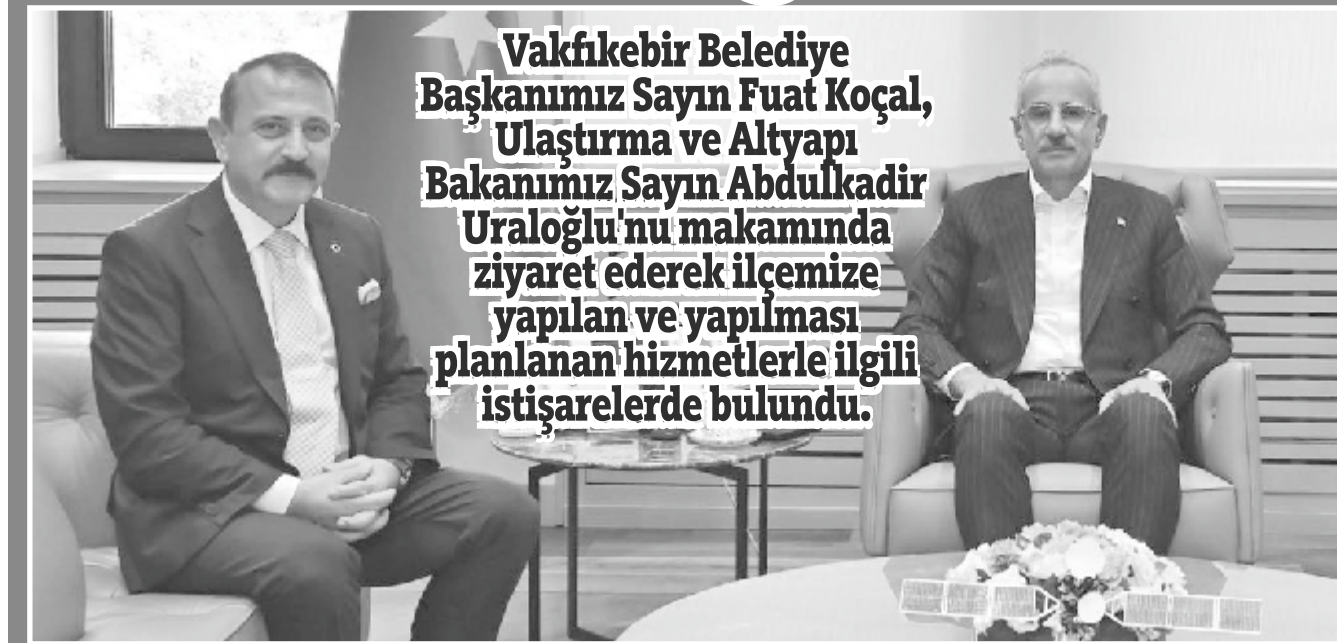 Vakfıkebir Belediye
Başkanımız Sayın Fuat Koçal,
Ulaştırma ve Altyapı
Bakanımız Sayın Abdulkadir
Uraloğlu'nu makamında
ziyaret ederek ilçemize
yapılan ve yapılması
planlanan hizmetlerle ilgili
istişarelerde bulundu.